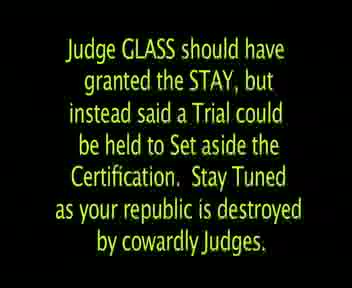 Judge GLASS should have
granted the STAY, but
instead said a Trial could
be held to Set aside the
Certification.  Stay Tuned
as your republic is destroyed
by cowardly Judges.